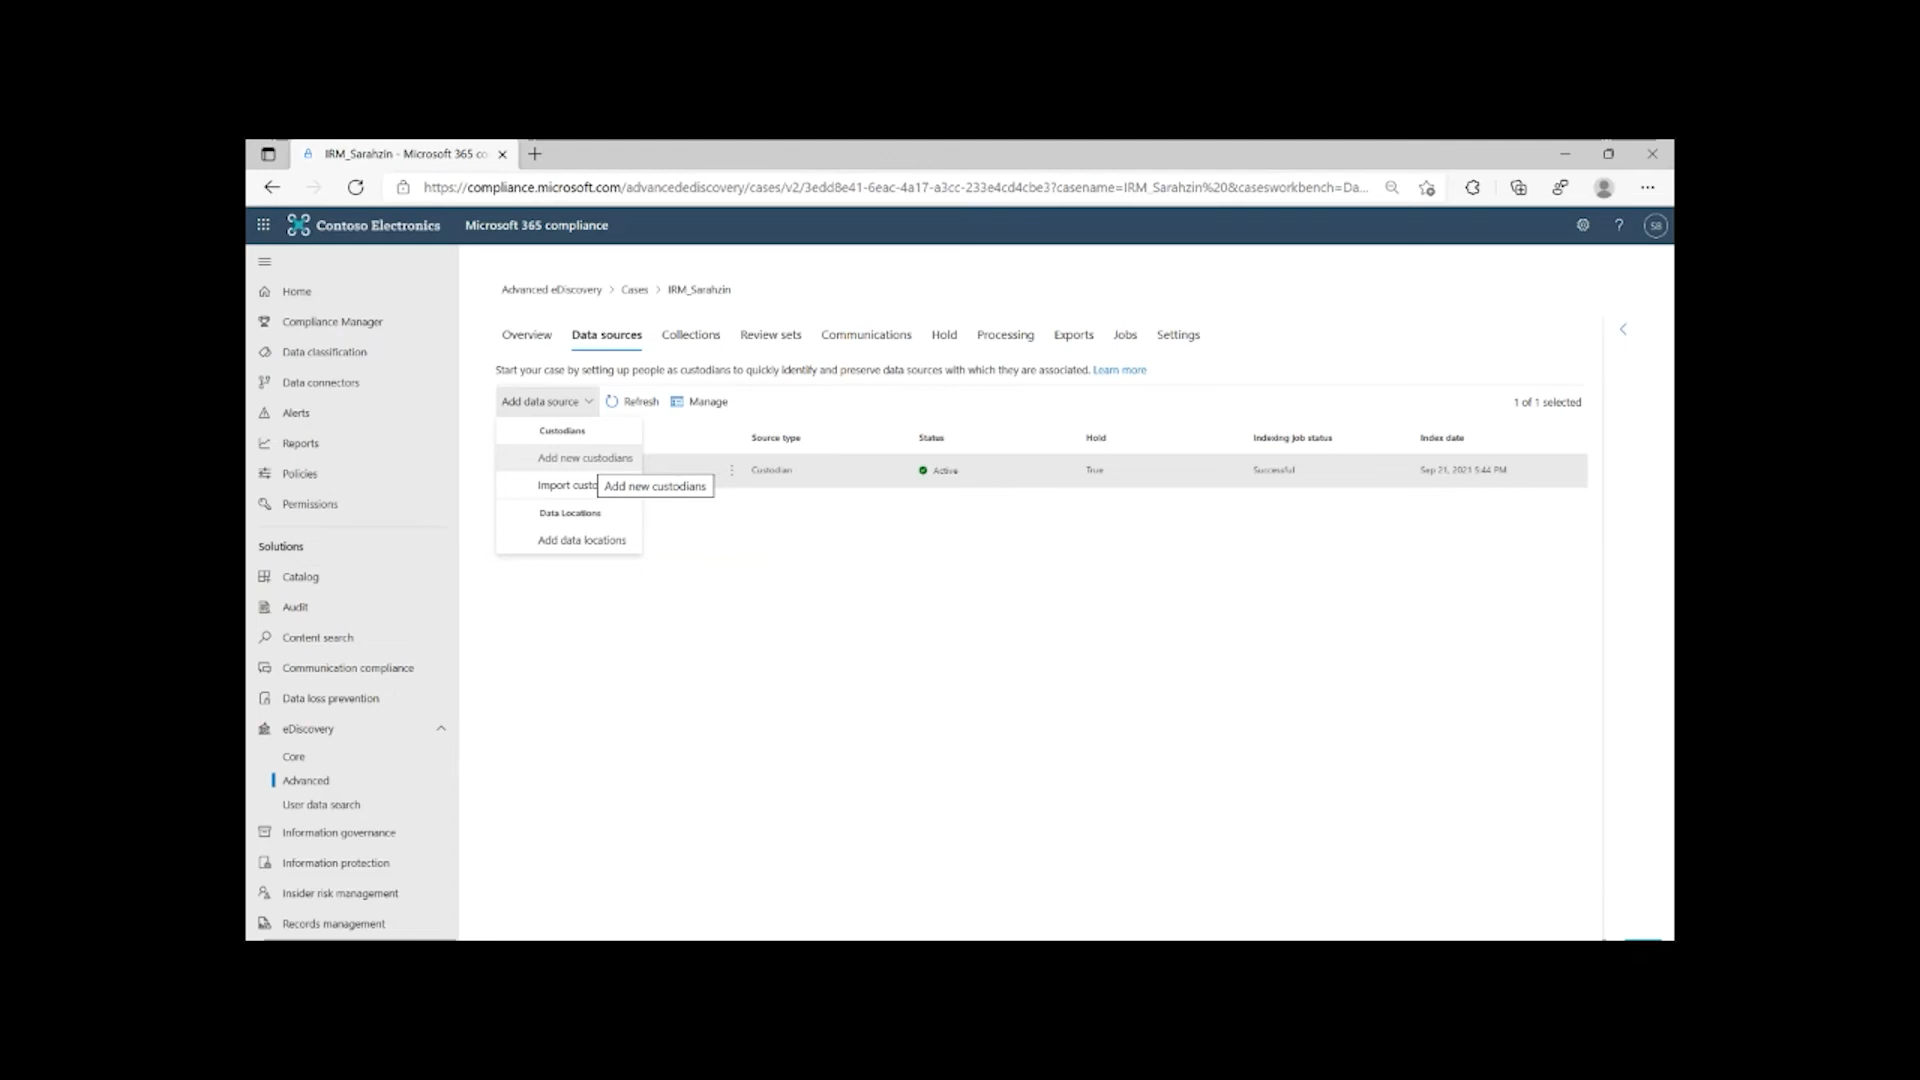 IRM_Sarahzin - Microsoft 365 co
https://compliance.microsoft.com/advancedediscovery/cases/v2/3edd8e41-6eac-4a17-a3cc-233e4cd4cbe3?casename=IRM_Sarahzin%20&casesworkbench=Da...
Contoso Electronics Microsoft 365 compliance ? SB
Home
Compliance Manager
Data classification
Data connectors
Alerts
Reports
Policies
Permissions
Solutions
Catalog
Audit
Content search
Communication compliance
Data loss prevention
eDiscovery
Core
Advanced
User data search
Information governance
Information protection
Insider risk management
Records management
Advanced eDiscovery > Cases > IRM_Sarahzin
Overview Data sources Collections Review sets Communications Hold Processing Exports Jobs Settings
Start your case by setting up people as custodians to quickly identify and preserve data sources with which they are associated. Learn more
Add data source Refresh Manage 1 of 1 selected
Custodians
Add new custodians
Import custo
Add new custodians
Data Locations
Add data locations
Source type Status Hold Indexing job status Index date
Custodian Active True Successful Sep 21, 2021 5:44 PM